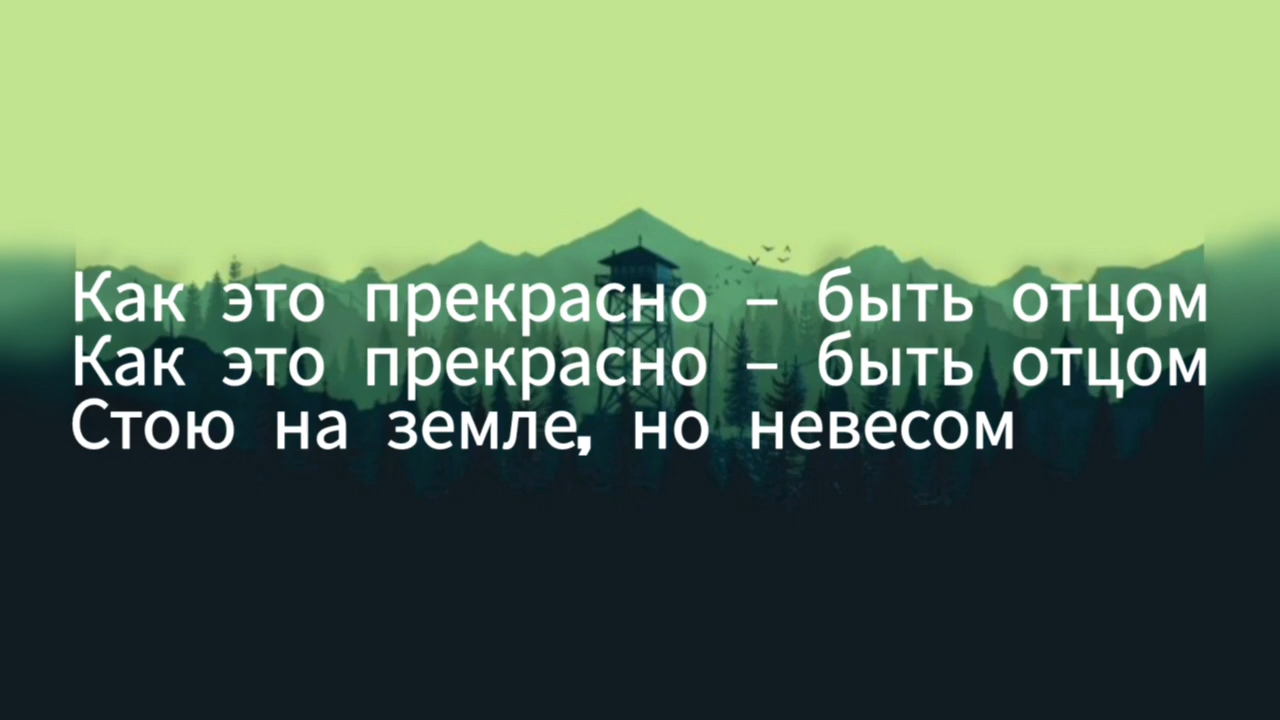 Как это прекрасно – быть отцом
Как это прекрасно – быть отцом
Стою на земле, но невесом